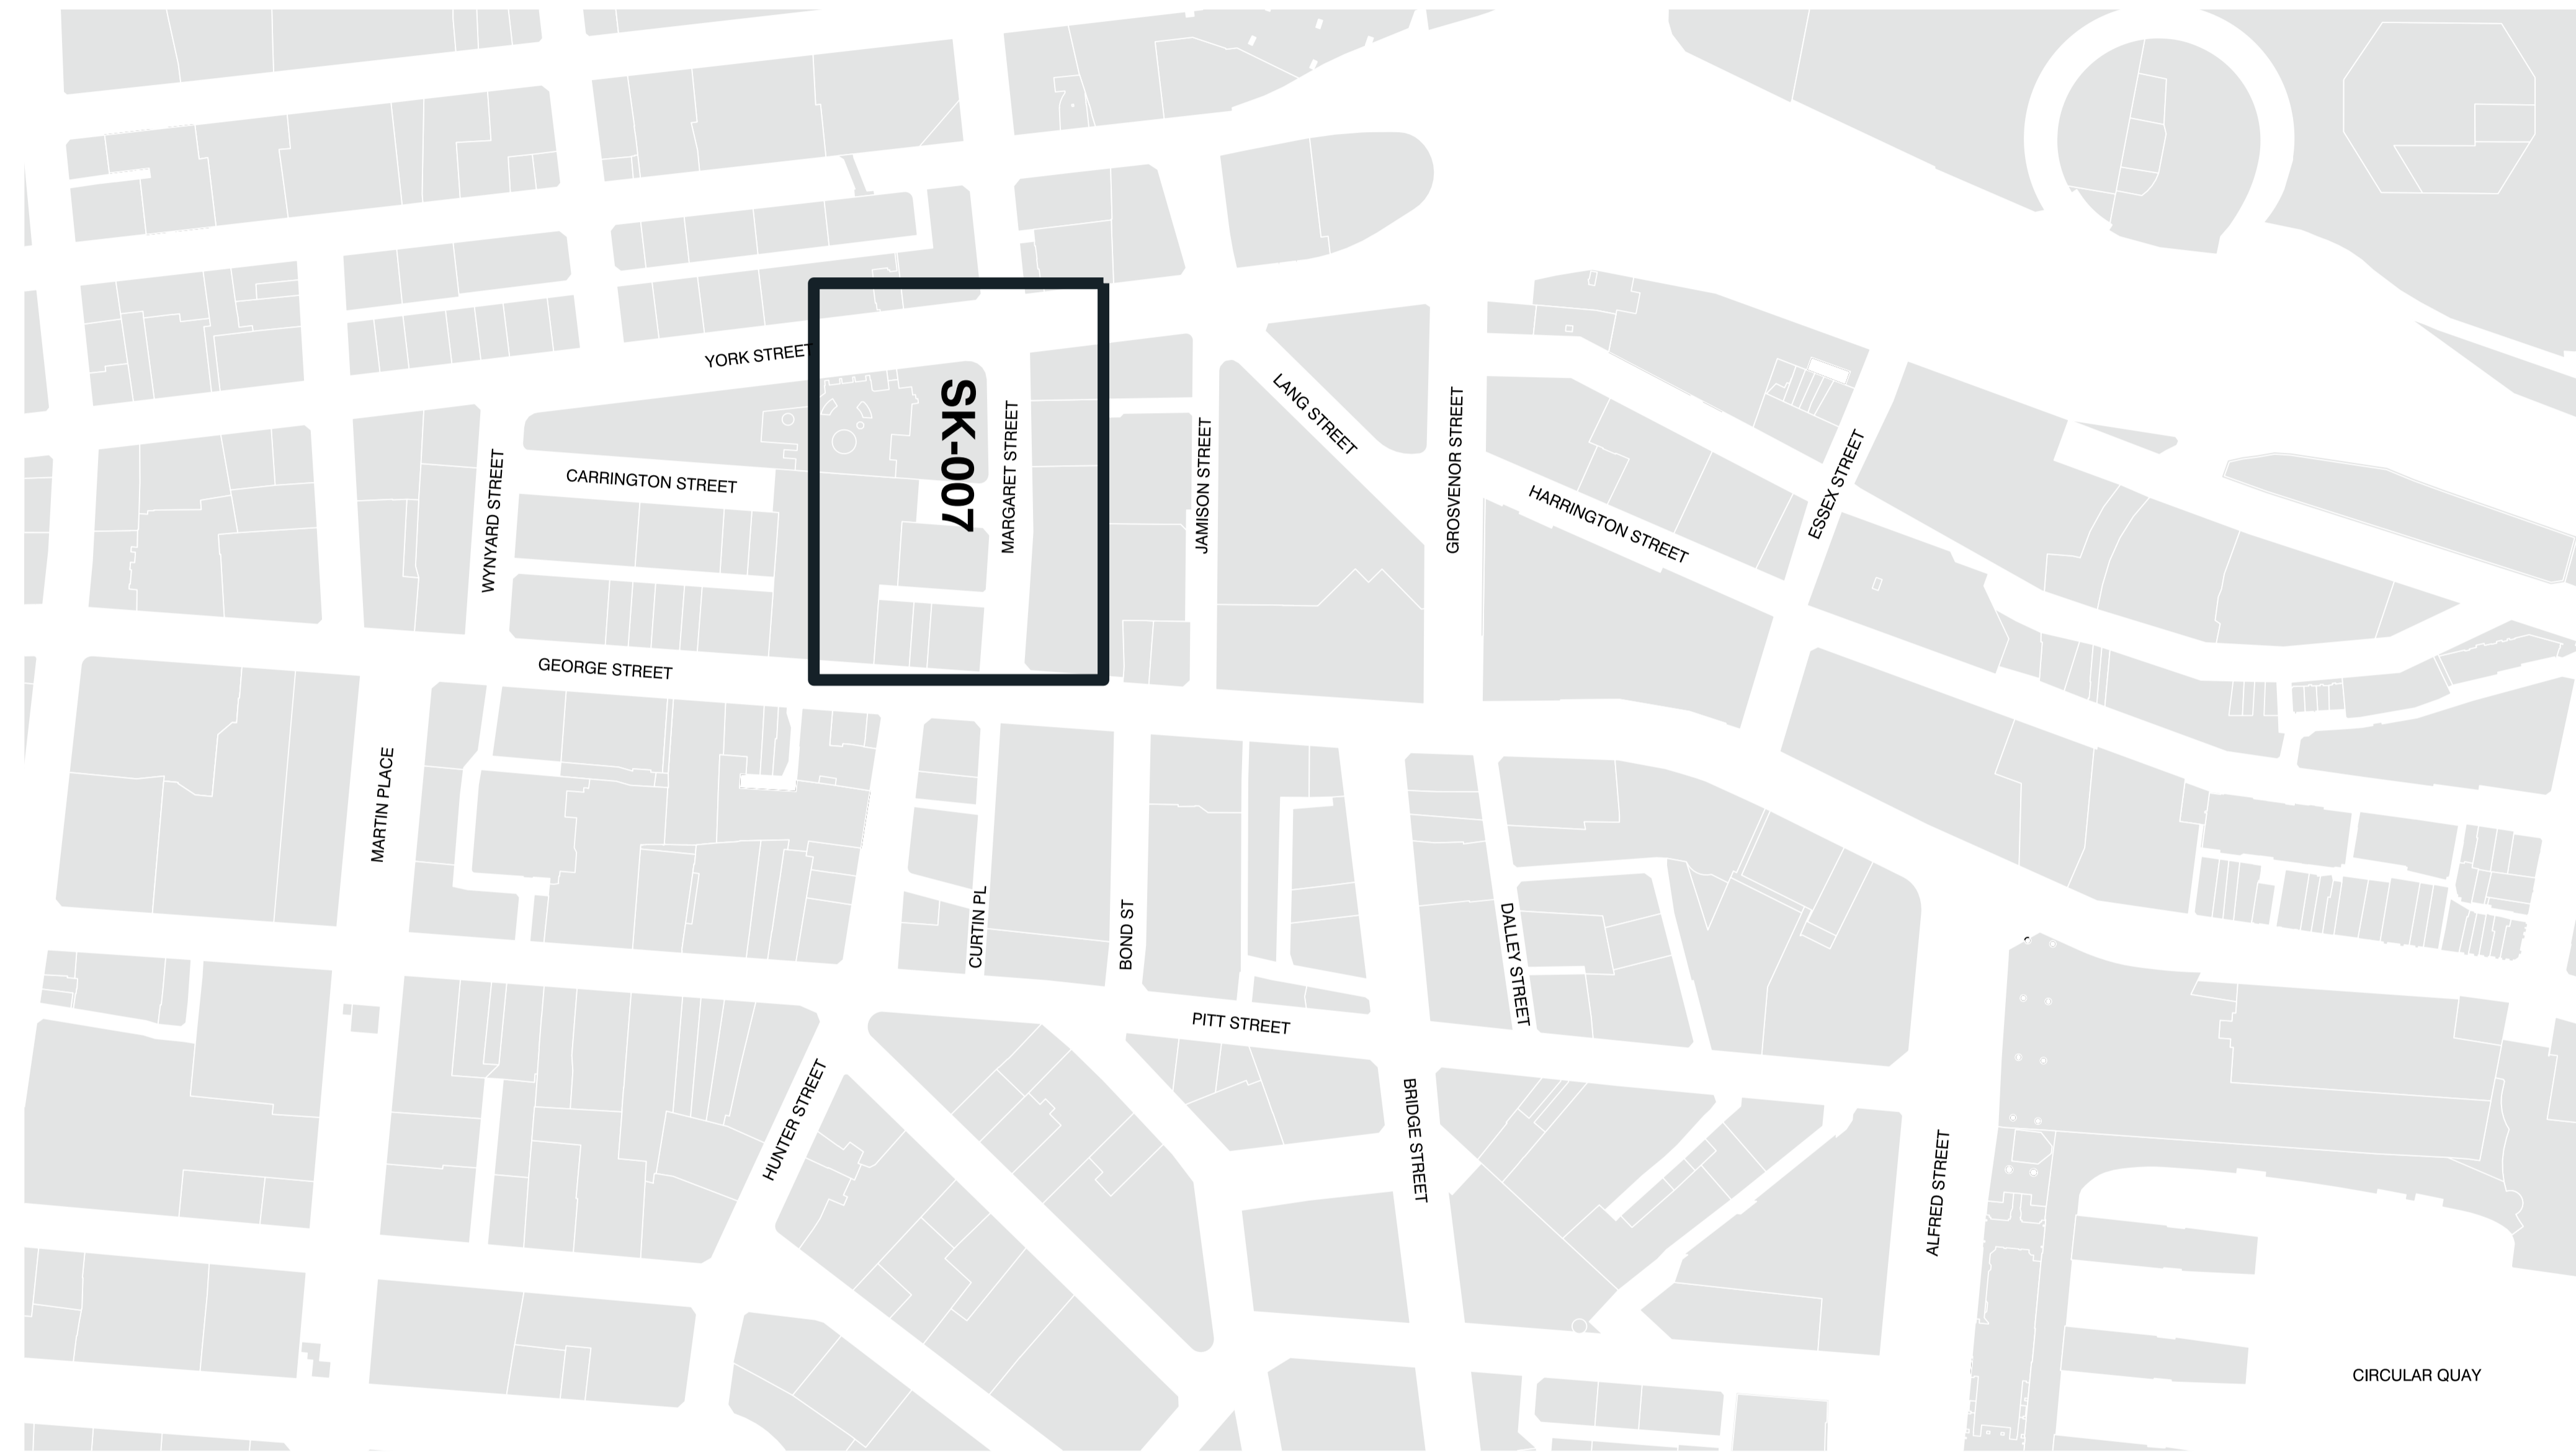 YORK STREET
SK-007
MARGARET STREET
LANG STREET
JAMISON STREET
GROSVENOR STREET
CARRINGTON STREET
WYNYARD STREET
HARRINGTON STREET
ESSEX STREET
GEORGE STREET
MARTIN PLACE
CURTIN PL
BOND ST
DALLEY STREET
PITT STREET
HUNTER STREET
BRIDGE STREET
ALFRED STREET
CIRCULAR QUAY